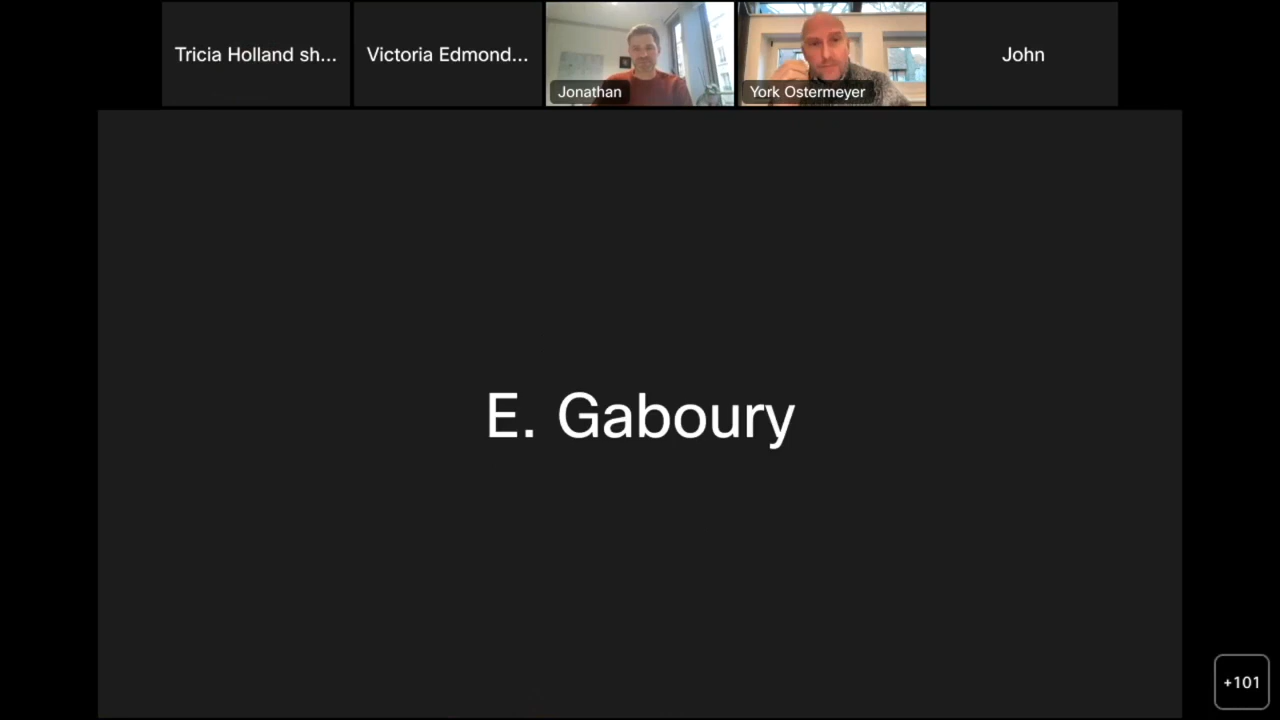 Tricia Holland sh...
Victoria Edmond...
Jonathan
York Ostermeyer
John
E. Gaboury
+101